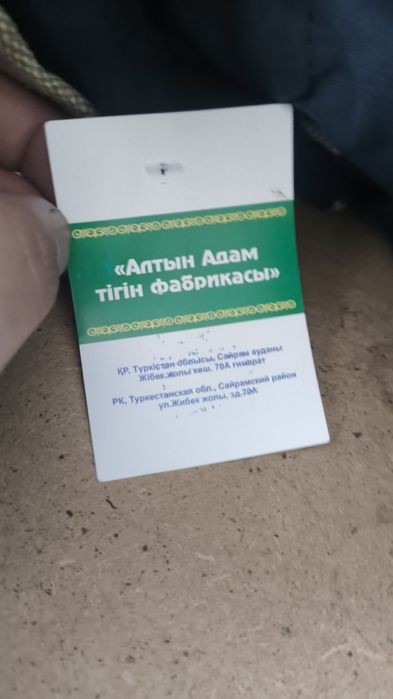 «Алтын Адам
тігін фабрикасы»
ҚР, Түркістан облысы, Сайрам ауданы
Жібек жолы көш. 70А ғимарат
РК, Туркестанская обл., Сайрамский район
ул.Жибек жолы, зд.70А